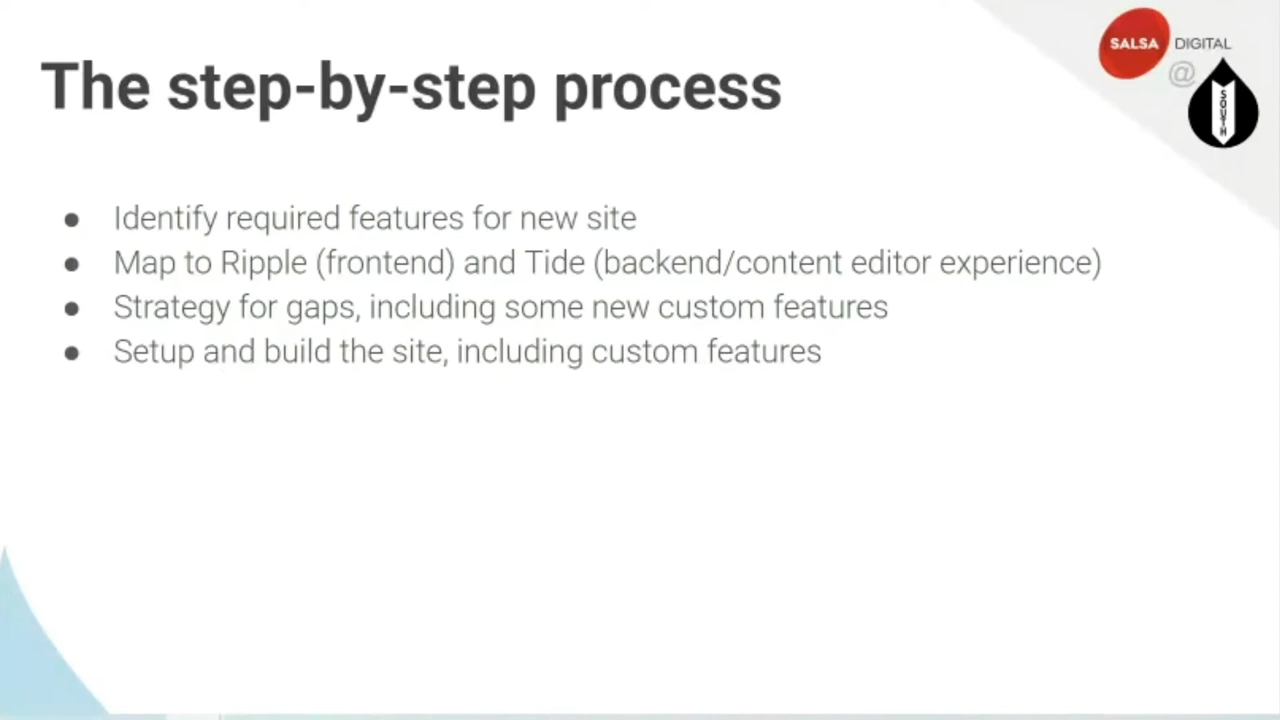 SALSA DIGITAL
@
SOUTH
The step-by-step process
● Identify required features for new site
● Map to Ripple (frontend) and Tide (backend/content editor experience)
● Strategy for gaps, including some new custom features
● Setup and build the site, including custom features